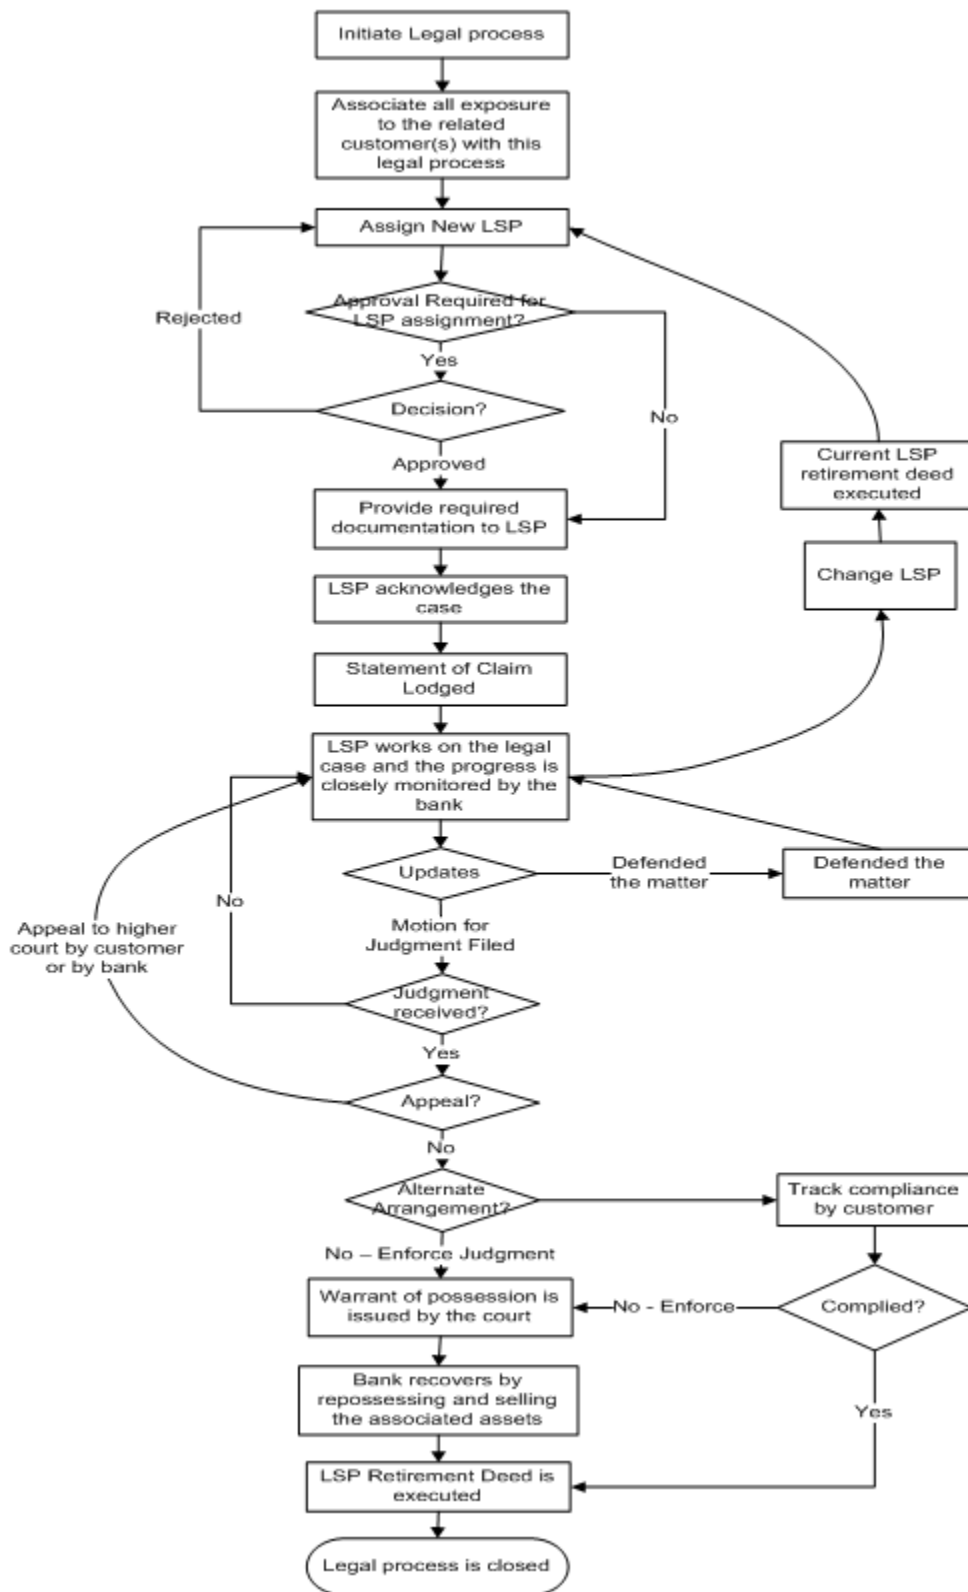 Initiate Legal process
Associate all exposure
to the related
customer(s) with this
legal process
Assign New LSP
Approval Required for
LSP assignment?
Rejected
Yes
Decision?
No
Approved
Current LSP
retirement deed
executed
Provide required
documentation to LSP
Change LSP
LSP acknowledges the
case
Statement of Claim
Lodged
LSP works on the legal
case and the progress is
closely monitored by the
bank
Updates
Defended
the matter
Defended the
matter
No
Appeal to higher
court by customer
or by bank
Motion for
Judgment Filed
Judgment
received?
Yes
Appeal?
No
Alternate
Arrangement?
Track compliance
by customer
No – Enforce Judgment
Warrant of possession is
issued by the court
No - Enforce
Complied?
Bank recovers by
repossessing and selling
the associated assets
Yes
LSP Retirement Deed is
executed
Legal process is closed